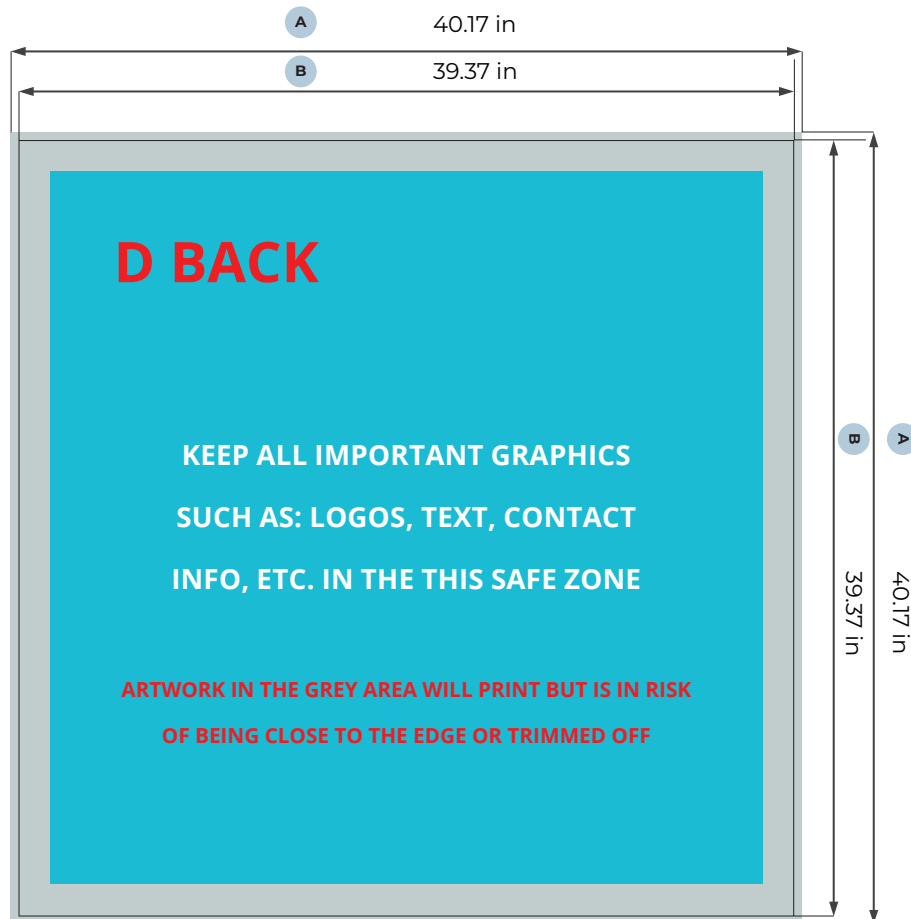 A 40.17 in
B 39.37 in
D BACK
KEEP ALL IMPORTANT GRAPHICS
SUCH AS: LOGOS, TEXT, CONTACT
INFO, ETC. IN THE THIS SAFE ZONE
ARTWORK IN THE GREY AREA WILL PRINT BUT IS IN RISK
OF BEING CLOSE TO THE EDGE OR TRIMMED OFF
B 39.37 in
A 40.17 in